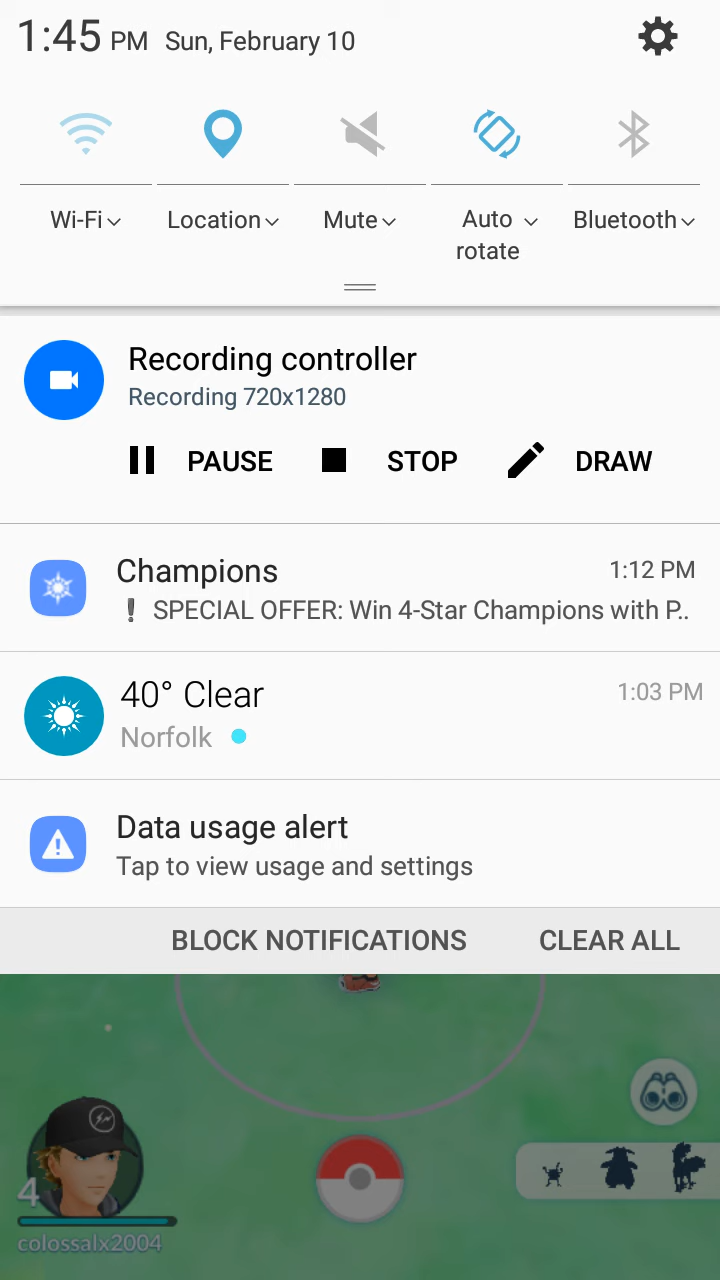 1:45 PM Sun, February 10
Wi-Fi Location Mute Auto rotate Bluetooth
Recording controller
Recording 720x1280
PAUSE STOP DRAW
Champions 1:12 PM
❗ SPECIAL OFFER: Win 4-Star Champions with P..
40° Clear 1:03 PM
Norfolk
Data usage alert
Tap to view usage and settings
BLOCK NOTIFICATIONS CLEAR ALL
4
colossalx2004